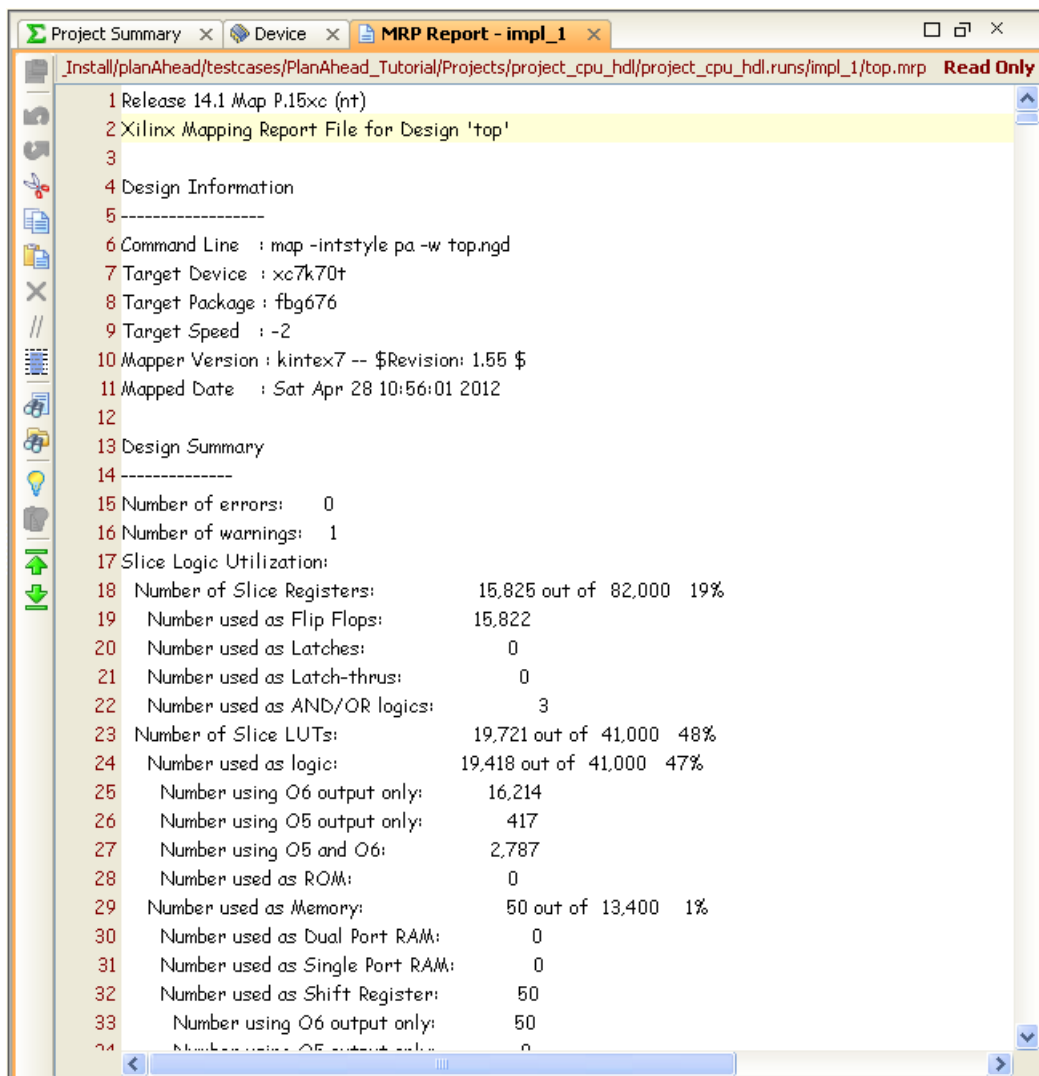 Project Summary Device MRP Report - impl_1
_Install/planAhead/testcases/PlanAhead_Tutorial/Projects/project_cpu_hdl/project_cpu_hdl.runs/impl_1/top.mrp Read Only
1 Release 14.1 Map P.15xc (nt)
2 Xilinx Mapping Report File for Design 'top'
3
4 Design Information
5 ------------------
6 Command Line : map -intstyle pa -w top.ngd
7 Target Device : xc7k70t
8 Target Package : fbg676
9 Target Speed : -2
10 Mapper Version : kintex7 -- $Revision: 1.55 $
11 Mapped Date : Sat Apr 28 10:56:01 2012
12
13 Design Summary
14 --------------
15 Number of errors: 0
16 Number of warnings: 1
17 Slice Logic Utilization:
18 Number of Slice Registers: 15,825 out of 82,000 19%
19 Number used as Flip Flops: 15,822
20 Number used as Latches: 0
21 Number used as Latch-thrus: 0
22 Number used as AND/OR logics: 3
23 Number of Slice LUTs: 19,721 out of 41,000 48%
24 Number used as logic: 19,418 out of 41,000 47%
25 Number using O6 output only: 16,214
26 Number using O5 output only: 417
27 Number using O5 and O6: 2,787
28 Number used as ROM: 0
29 Number used as Memory: 50 out of 13,400 1%
30 Number used as Dual Port RAM: 0
31 Number used as Single Port RAM: 0
32 Number used as Shift Register: 50
33 Number using O6 output only: 50
34 Number using O5 output only: 0